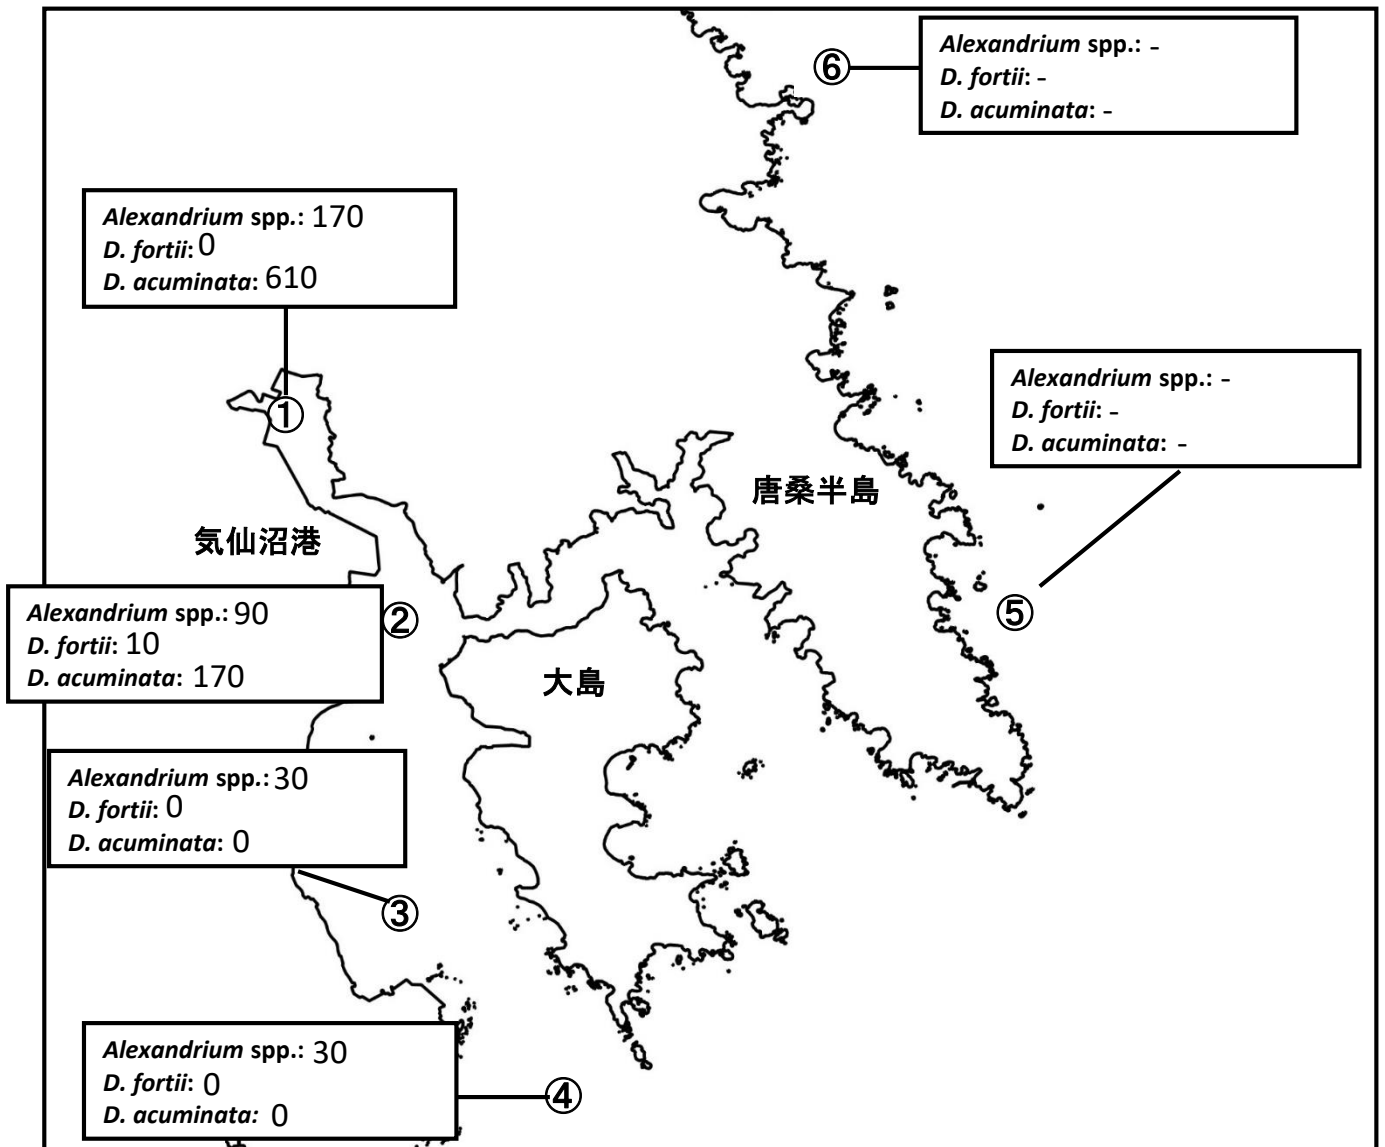 Alexandrium spp.: -
D. fortii: -
D. acuminata: -
⑥
Alexandrium spp.: 170
D. fortii: 0
D. acuminata: 610
①
Alexandrium spp.: -
D. fortii: -
D. acuminata: -
⑤
唐桑半島
気仙沼港
Alexandrium spp.: 90
D. fortii: 10
D. acuminata: 170
②
大島
Alexandrium spp.: 30
D. fortii: 0
D. acuminata: 0
③
Alexandrium spp.: 30
D. fortii: 0
D. acuminata: 0
④